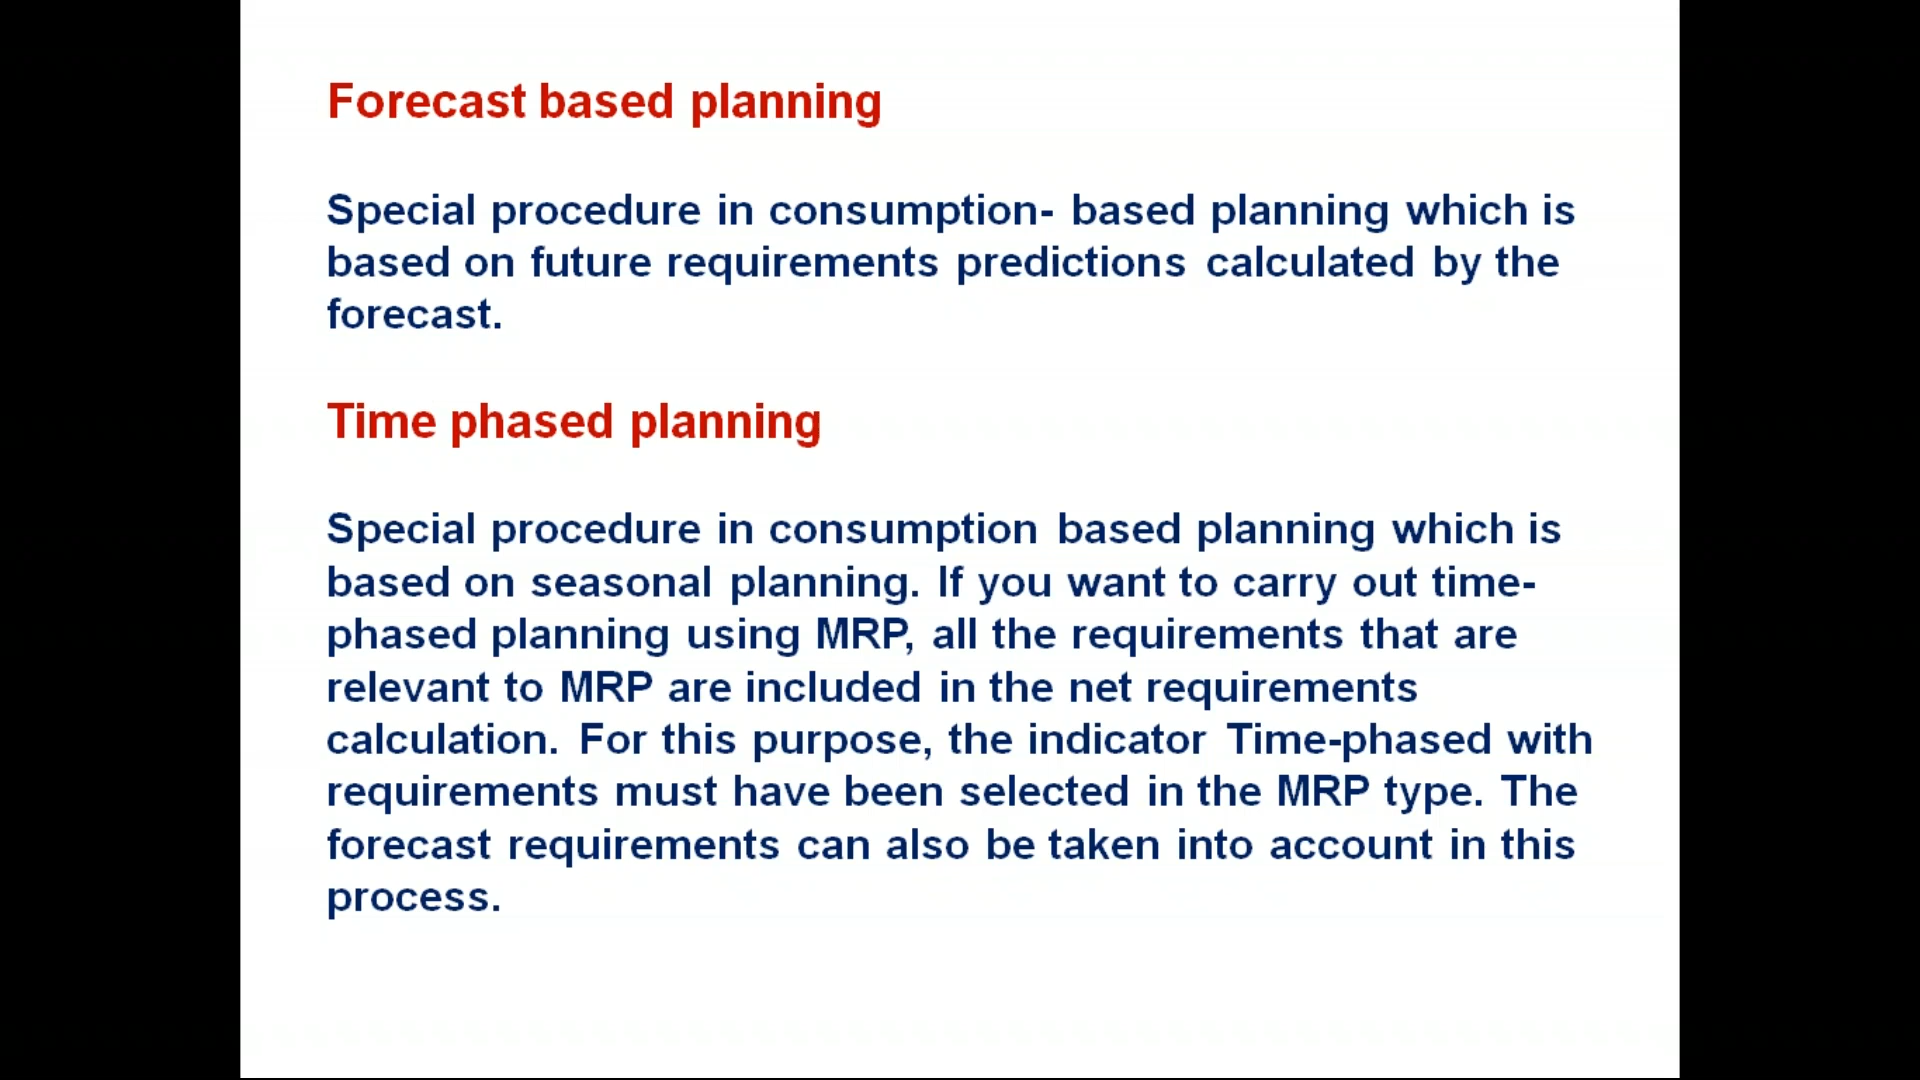 Forecast based planning
Special procedure in consumption- based planning which is
based on future requirements predictions calculated by the
forecast.
Time phased planning
Special procedure in consumption based planning which is
based on seasonal planning. If you want to carry out time-
phased planning using MRP, all the requirements that are
relevant to MRP are included in the net requirements
calculation. For this purpose, the indicator Time-phased with
requirements must have been selected in the MRP type. The
forecast requirements can also be taken into account in this
process.